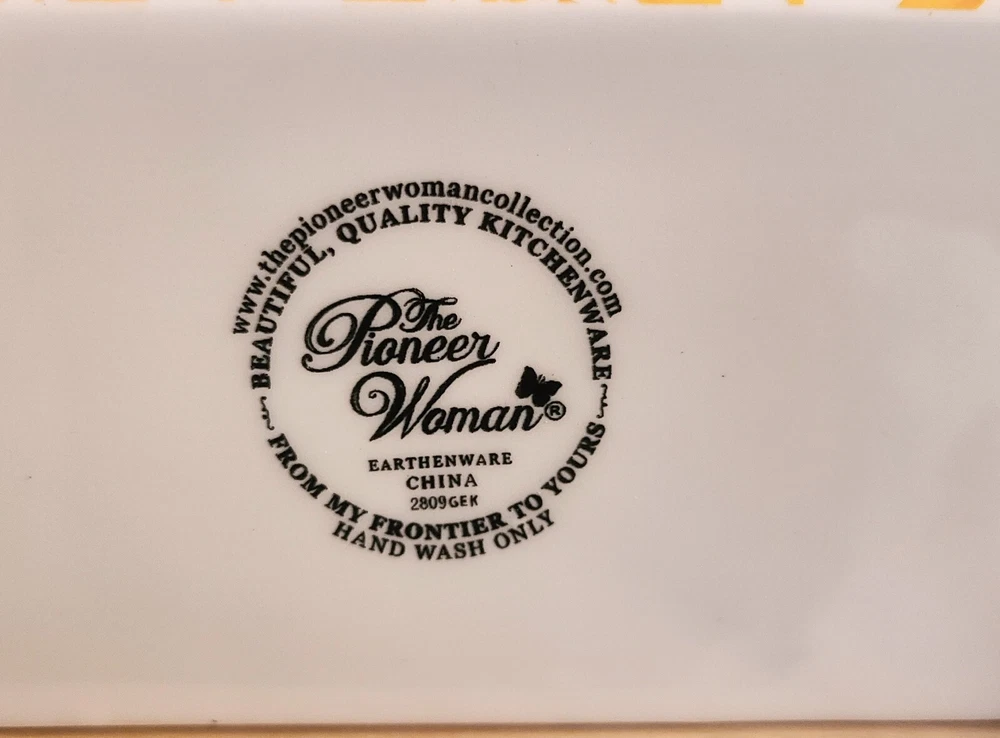 www.thepioneerwomancollection.com
BEAUTIFUL, QUALITY KITCHENWARE
The
Pioneer
Woman®
EARTHENWARE
CHINA
2809GEK
FROM MY FRONTIER TO YOURS
HAND WASH ONLY